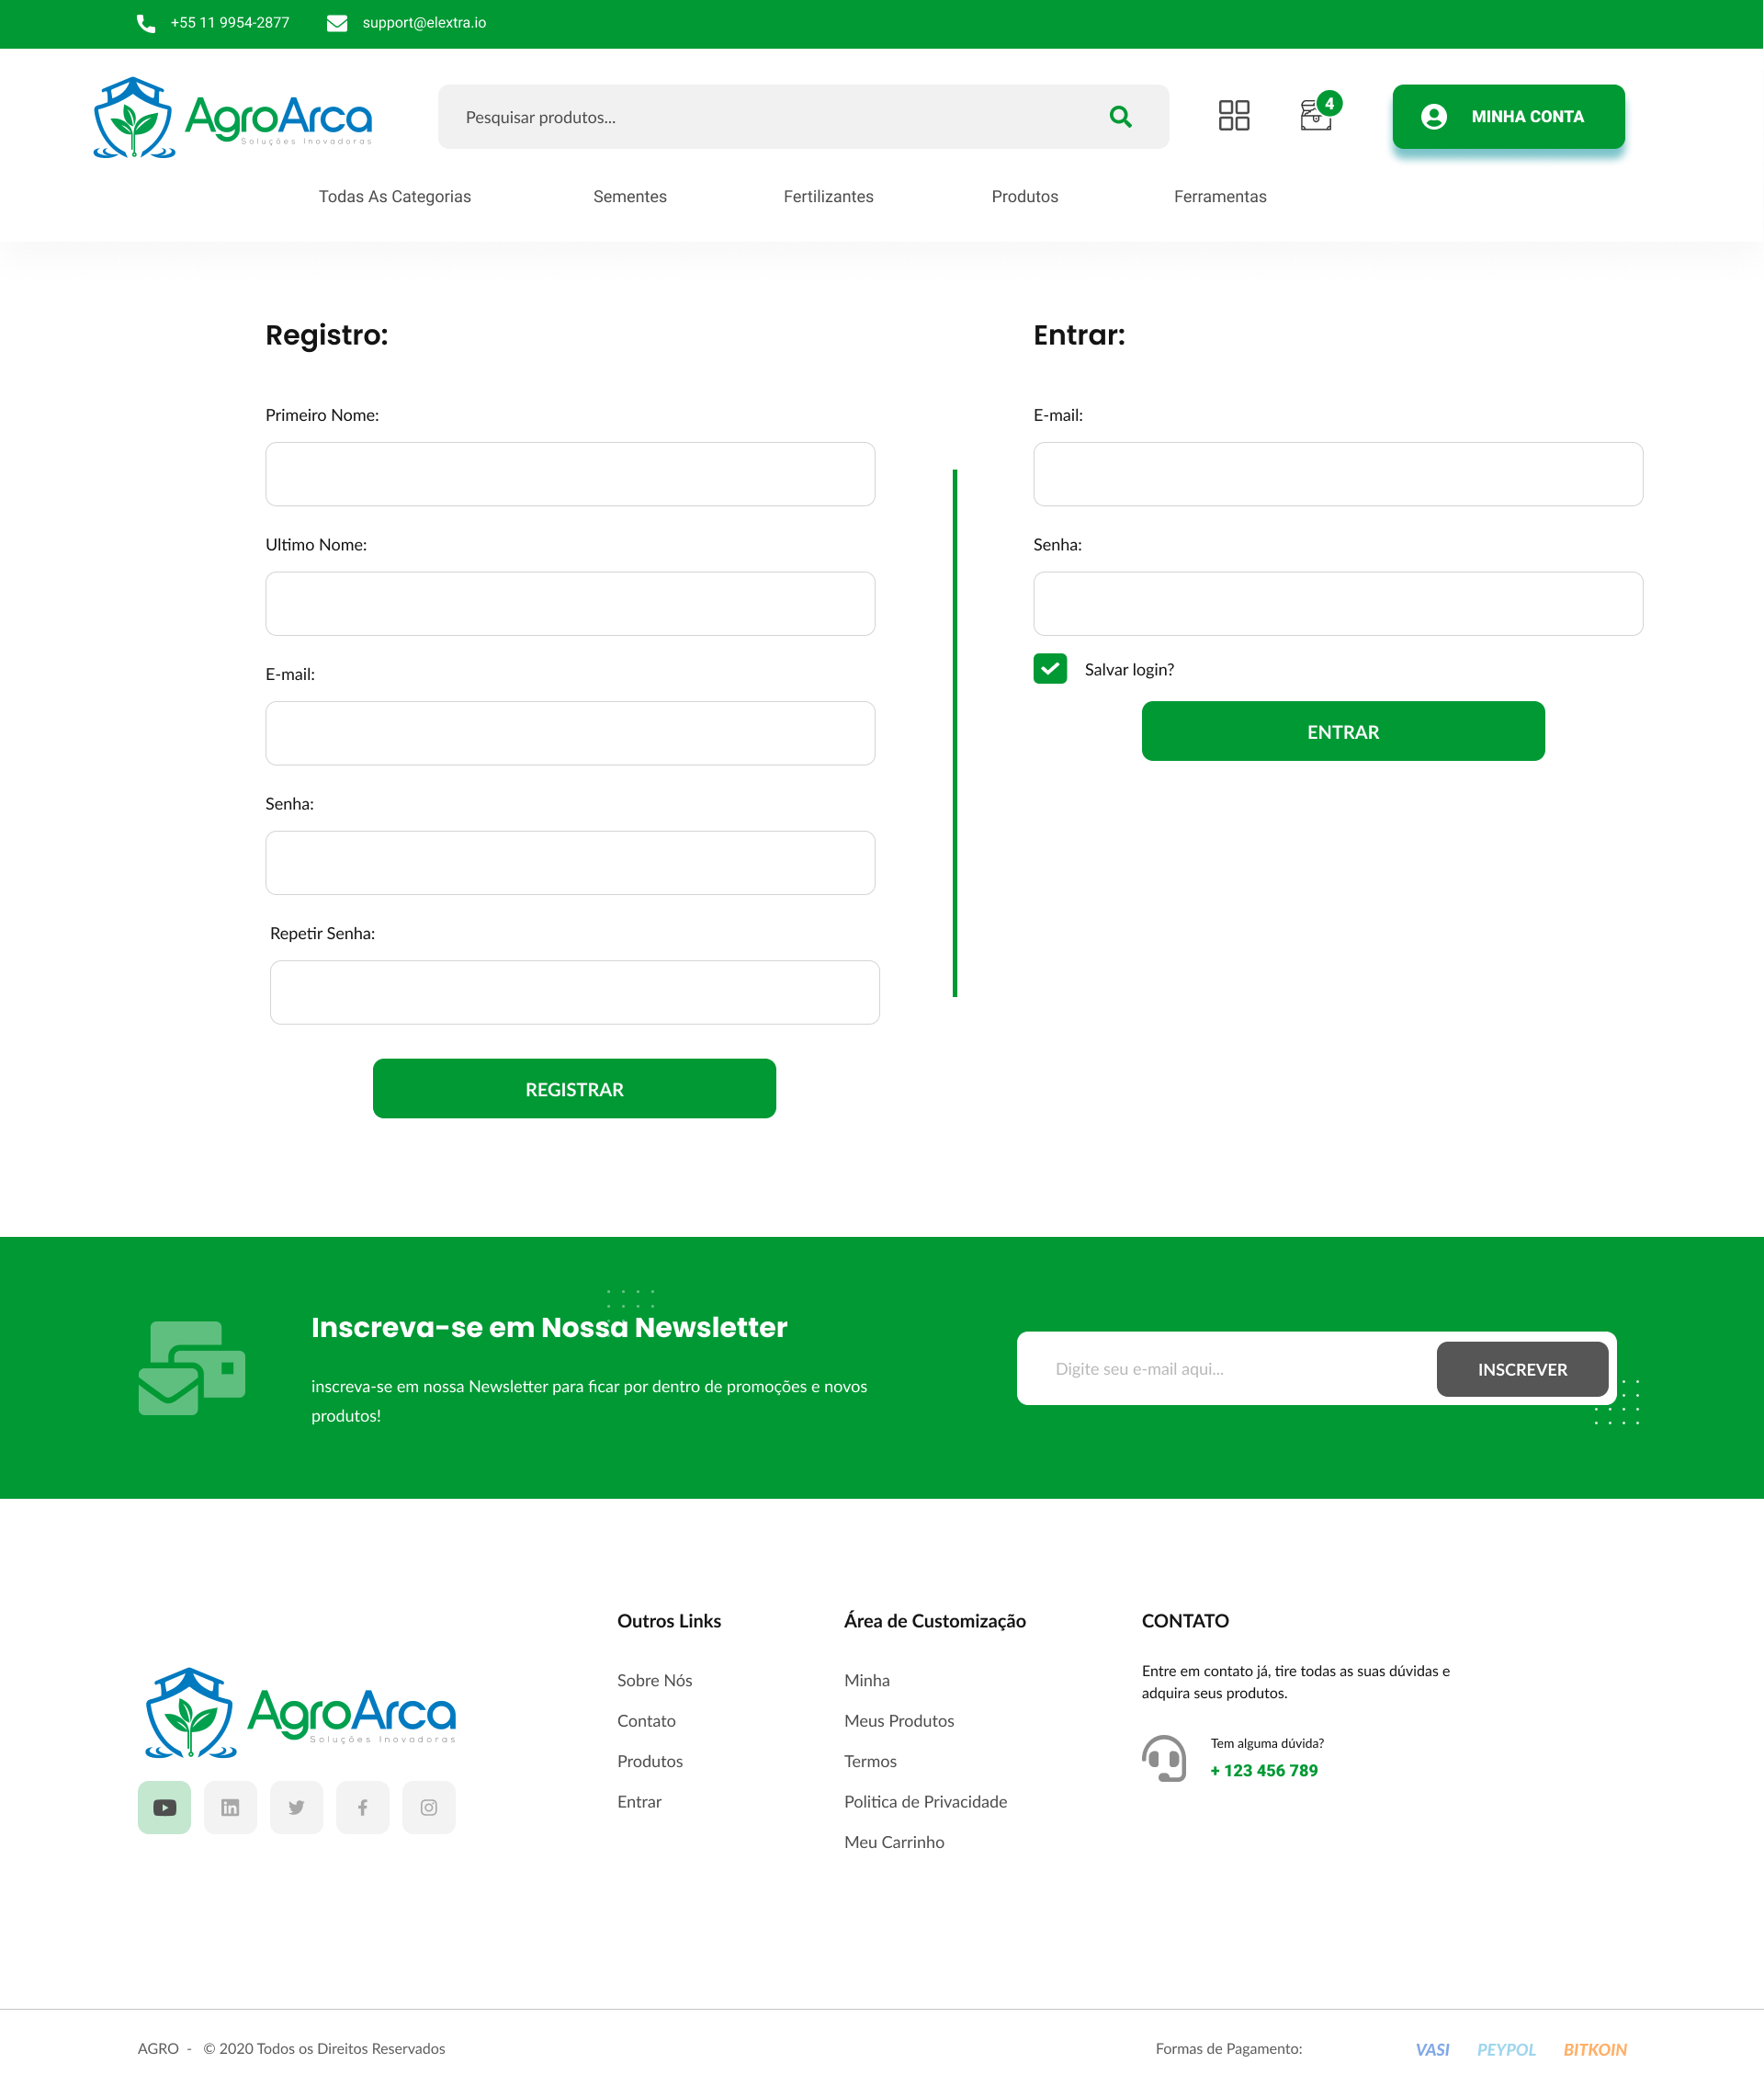 +55 11 9954-2877
support@elextra.io
AgroArca
Soluções Inovadoras
Pesquisar produtos...
4
MINHA CONTA
Todas As Categorias
Sementes
Fertilizantes
Produtos
Ferramentas
Registro:
Primeiro Nome:
Ultimo Nome:
E-mail:
Senha:
Repetir Senha:
REGISTRAR
Entrar:
E-mail:
Senha:
Salvar login?
ENTRAR
Inscreva-se em Nossa Newsletter
inscreva-se em nossa Newsletter para ficar por dentro de promoções e novos
produtos!
Digite seu e-mail aqui...
INSCREVER
AgroArca
Soluções Inovadoras
Outros Links
Sobre Nós
Contato
Produtos
Entrar
Área de Customização
Minha
Meus Produtos
Termos
Politica de Privacidade
Meu Carrinho
CONTATO
Entre em contato já, tire todas as suas dúvidas e
adquira seus produtos.
Tem alguma dúvida?
+ 123 456 789
AGRO - © 2020 Todos os Direitos Reservados
Formas de Pagamento:
VASI
PEYPOL
BITKOIN